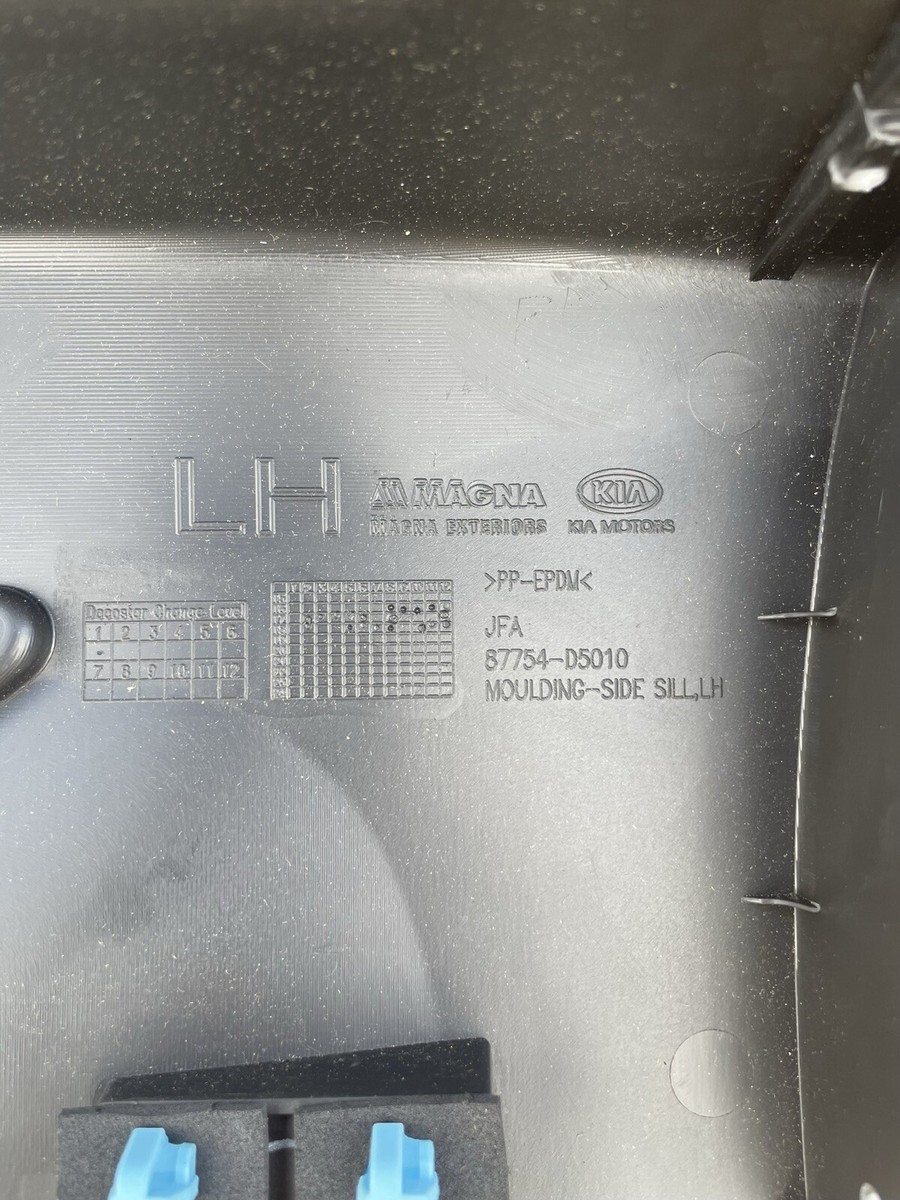 LH
MAGNA
MAGNA EXTERIORS
KIA
KIA MOTORS
>PP-EPDM<
Decostar Change Level
1 2 3 4 5 6
7 8 9 10 11 12
JFA
87754-D5010
MOULDING-SIDE SILL,LH